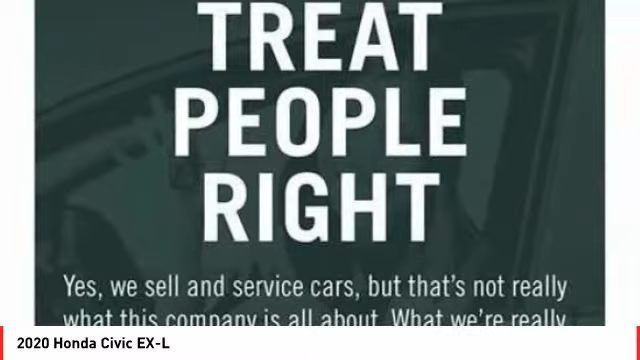 TREAT
PEOPLE
RIGHT
Yes, we sell and service cars, but that's not really
what this company is all about. What we're really
2020 Honda Civic EX-L